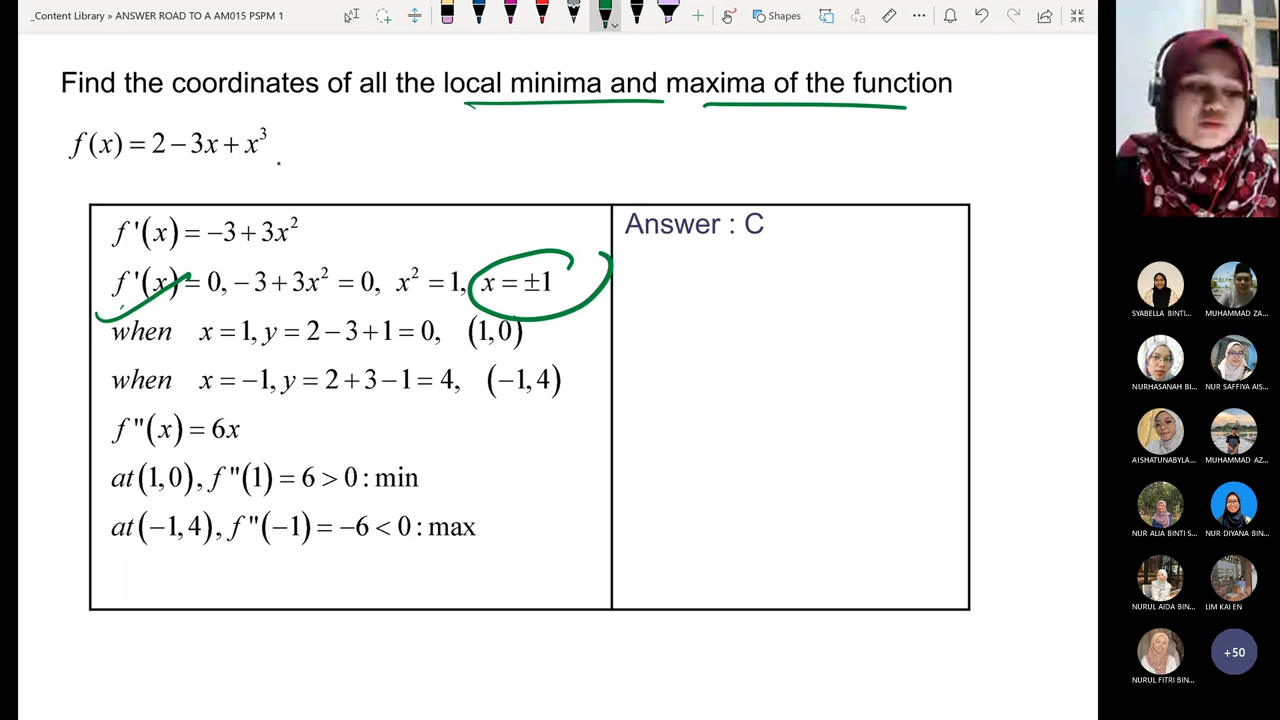 _Content Library » ANSWER ROAD TO A AM015 PSPM 1
Shapes
Find the coordinates of all the local minima and maxima of the function
f(x) = 2 − 3x + x³ .
f'(x) = −3 + 3x²
f'(x) = 0, −3 + 3x² = 0, x² = 1, x = ±1
when x = 1, y = 2 − 3 + 1 = 0, (1,0)
when x = −1, y = 2 + 3 − 1 = 4, (−1,4)
f"(x) = 6x
at (1,0), f"(1) = 6 > 0 : min
at (−1,4), f"(−1) = −6 < 0 : max
Answer : C
SYABELLA BINTI...
MUHAMMAD ZA...
NURHASANAH BI...
NUR SAFFIYA AIS...
AISHATUNABYLA...
MUHAMMAD AZ...
NUR ALIA BINTI S...
NUR DIYANA BIN...
NURUL AIDA BIN...
LIM KAI EN
NURUL FITRI BIN...
+50